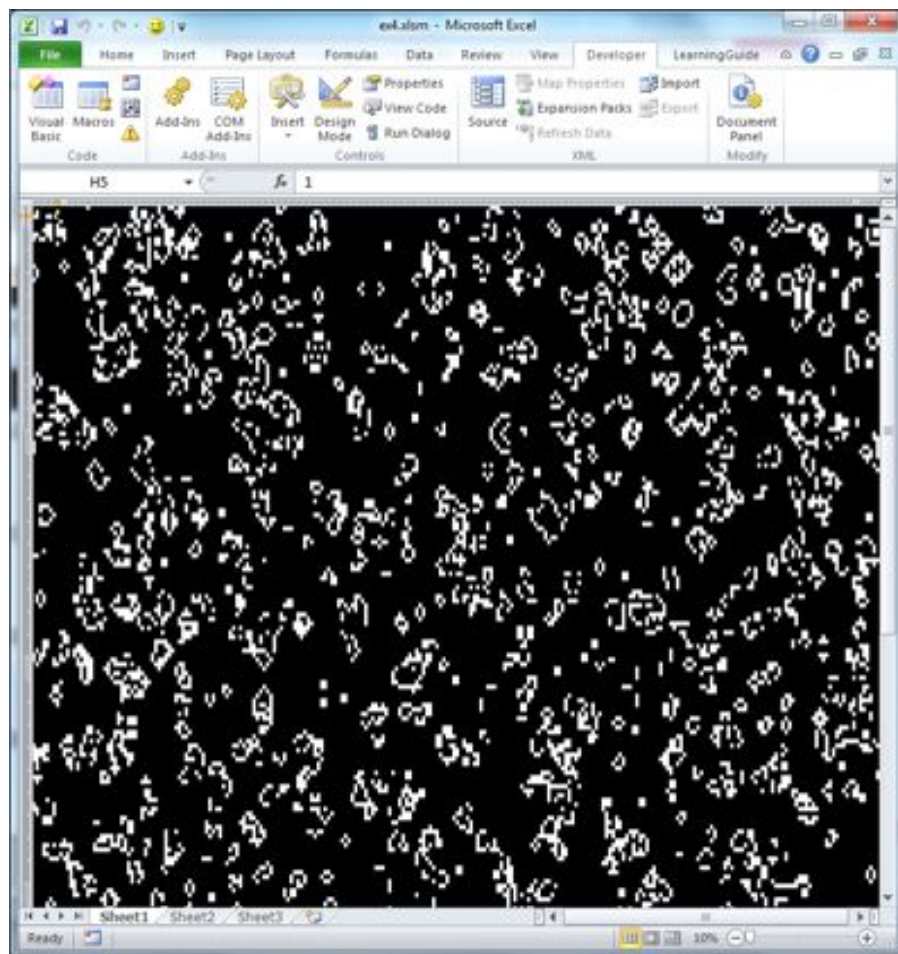 ex4.xlsm - Microsoft Excel
File Home Insert Page Layout Formulas Data Review View Developer LearningGuide
Visual Basic Macros Add-Ins COM Add-Ins Insert Design Mode Properties View Code Run Dialog Source Map Properties Expansion Packs Refresh Data Import Export Document Panel
Code Add-Ins Controls XML Modify
H5 fx 1
Sheet1 Sheet2 Sheet3
Ready 10%